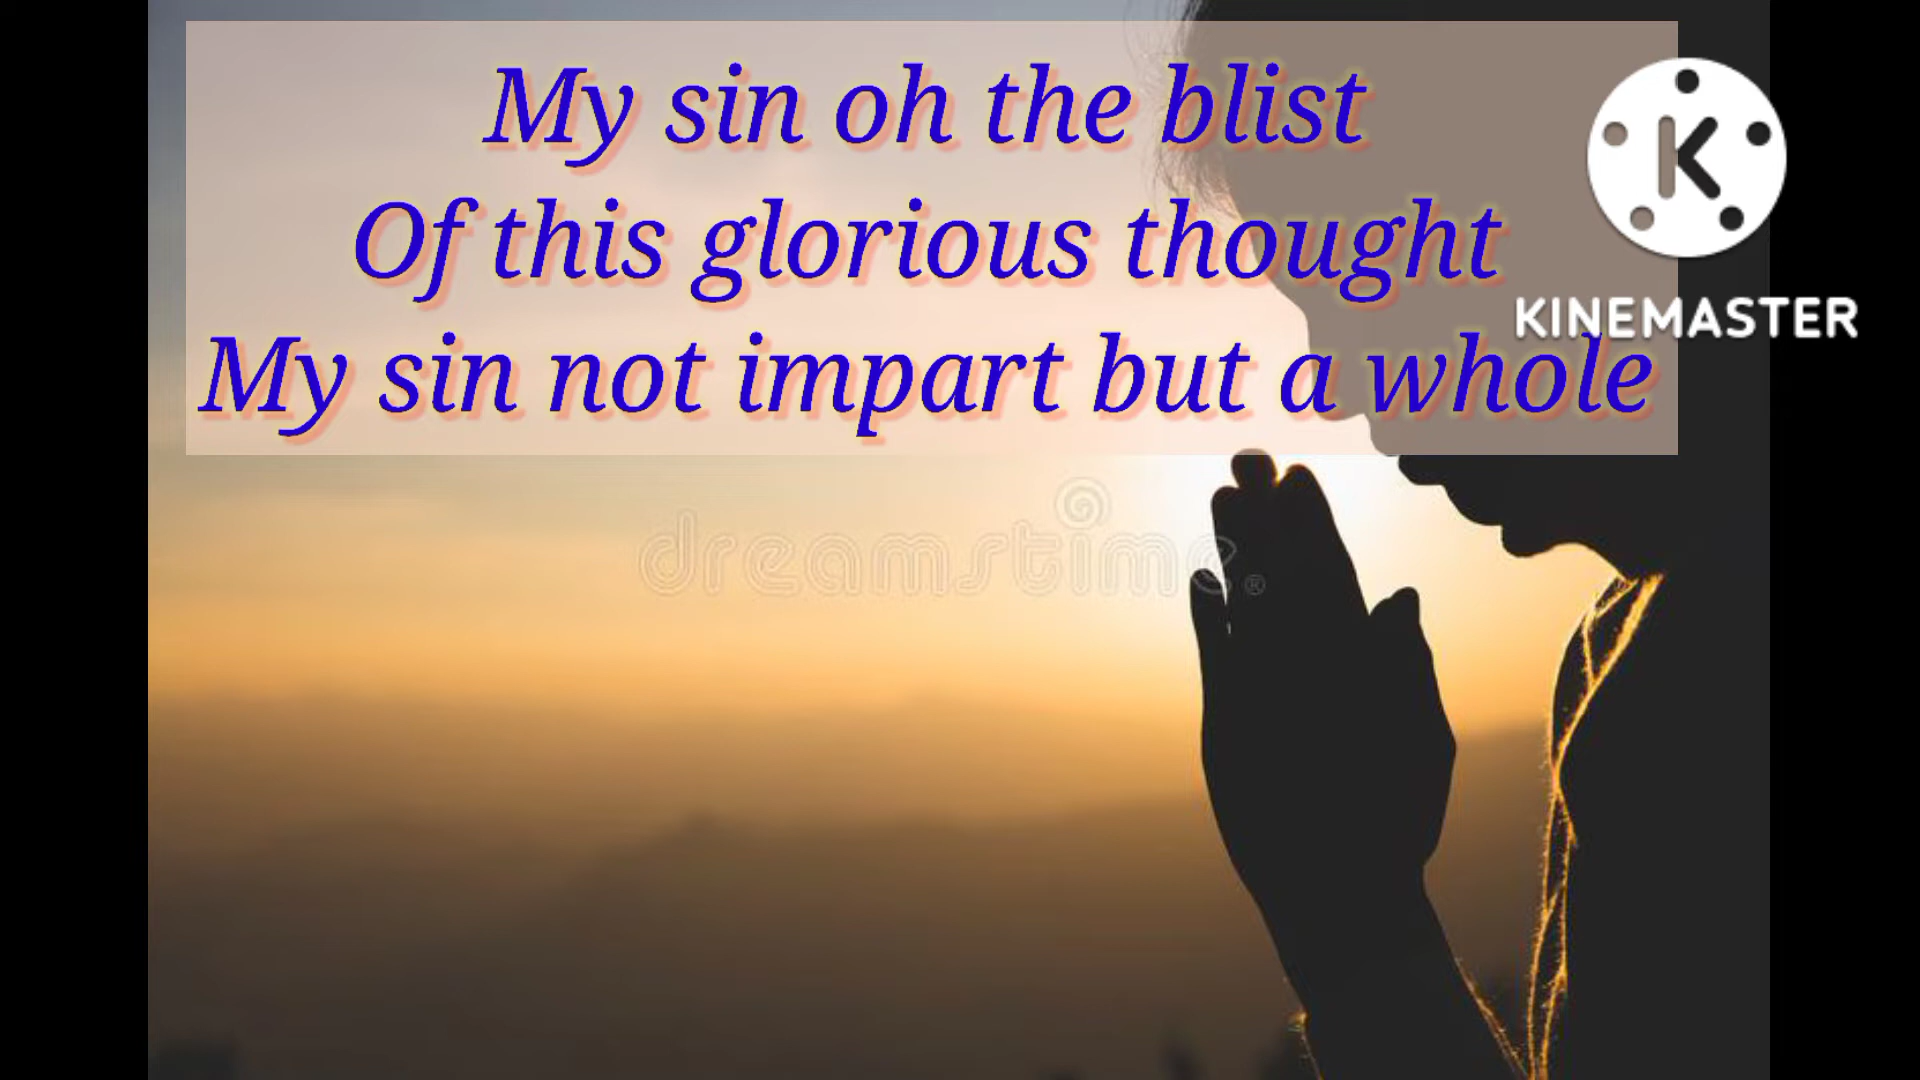 My sin oh the blist
Of this glorious thought
My sin not impart but a whole
KINEMASTER
dreamstime®